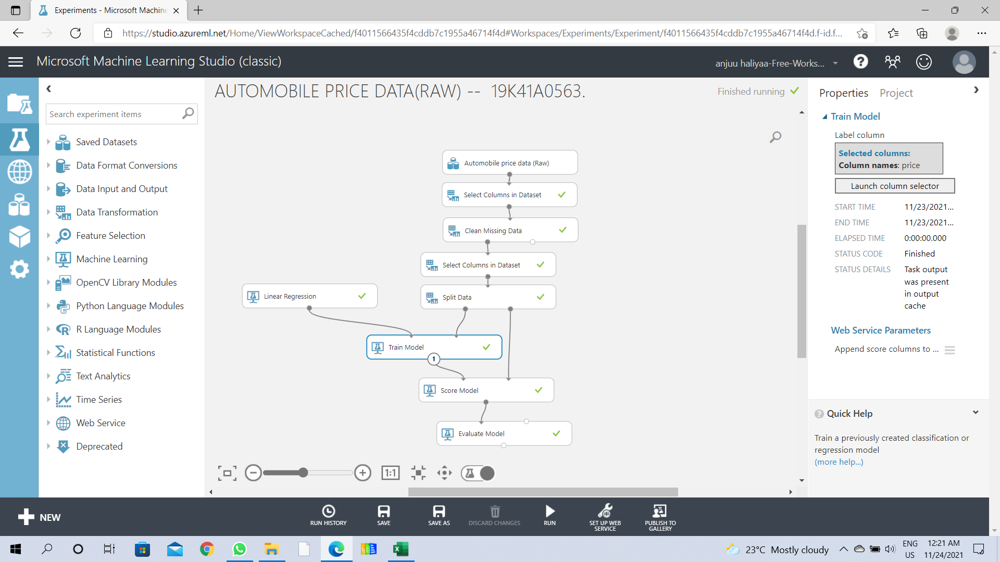 Experiments - Microsoft Machine
https://studio.azureml.net/Home/ViewWorkspaceCached/f4011566435f4cddb7c1955a46714f4d#Workspaces/Experiments/Experiment/f4011566435f4cddb7c1955a46714f4d.f-id.f...
Microsoft Machine Learning Studio (classic)
anjuu haliyaa-Free-Works...
?
Search experiment items
Saved Datasets
Data Format Conversions
Data Input and Output
Data Transformation
Feature Selection
Machine Learning
OpenCV Library Modules
Python Language Modules
R Language Modules
Statistical Functions
Text Analytics
Time Series
Web Service
Deprecated
AUTOMOBILE PRICE DATA(RAW) -- 19K41A0563.
Finished running
Automobile price data (Raw)
Select Columns in Dataset
Clean Missing Data
Select Columns in Dataset
Linear Regression
Split Data
Train Model
1
Score Model
Evaluate Model
1:1
Properties
Project
Train Model
Label column
Selected columns:
Column names: price
Launch column selector
START TIME 11/23/2021...
END TIME 11/23/2021...
ELAPSED TIME 0:00:00.000
STATUS CODE Finished
STATUS DETAILS Task output
was present
in output
cache
Web Service Parameters
Append score columns to ...
? Quick Help
Train a previously created classification or
regression model
(more help...)
NEW
RUN HISTORY
SAVE
SAVE AS
DISCARD CHANGES
RUN
SET UP WEB
SERVICE
PUBLISH TO
GALLERY
23°C Mostly cloudy
ENG
US
12:21 AM
11/24/2021